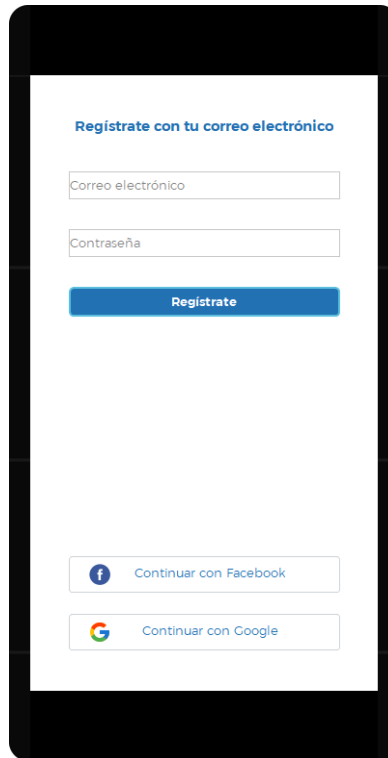 Regístrate con tu correo electrónico
Correo electrónico
Contraseña
Regístrate
Continuar con Facebook
Continuar con Google